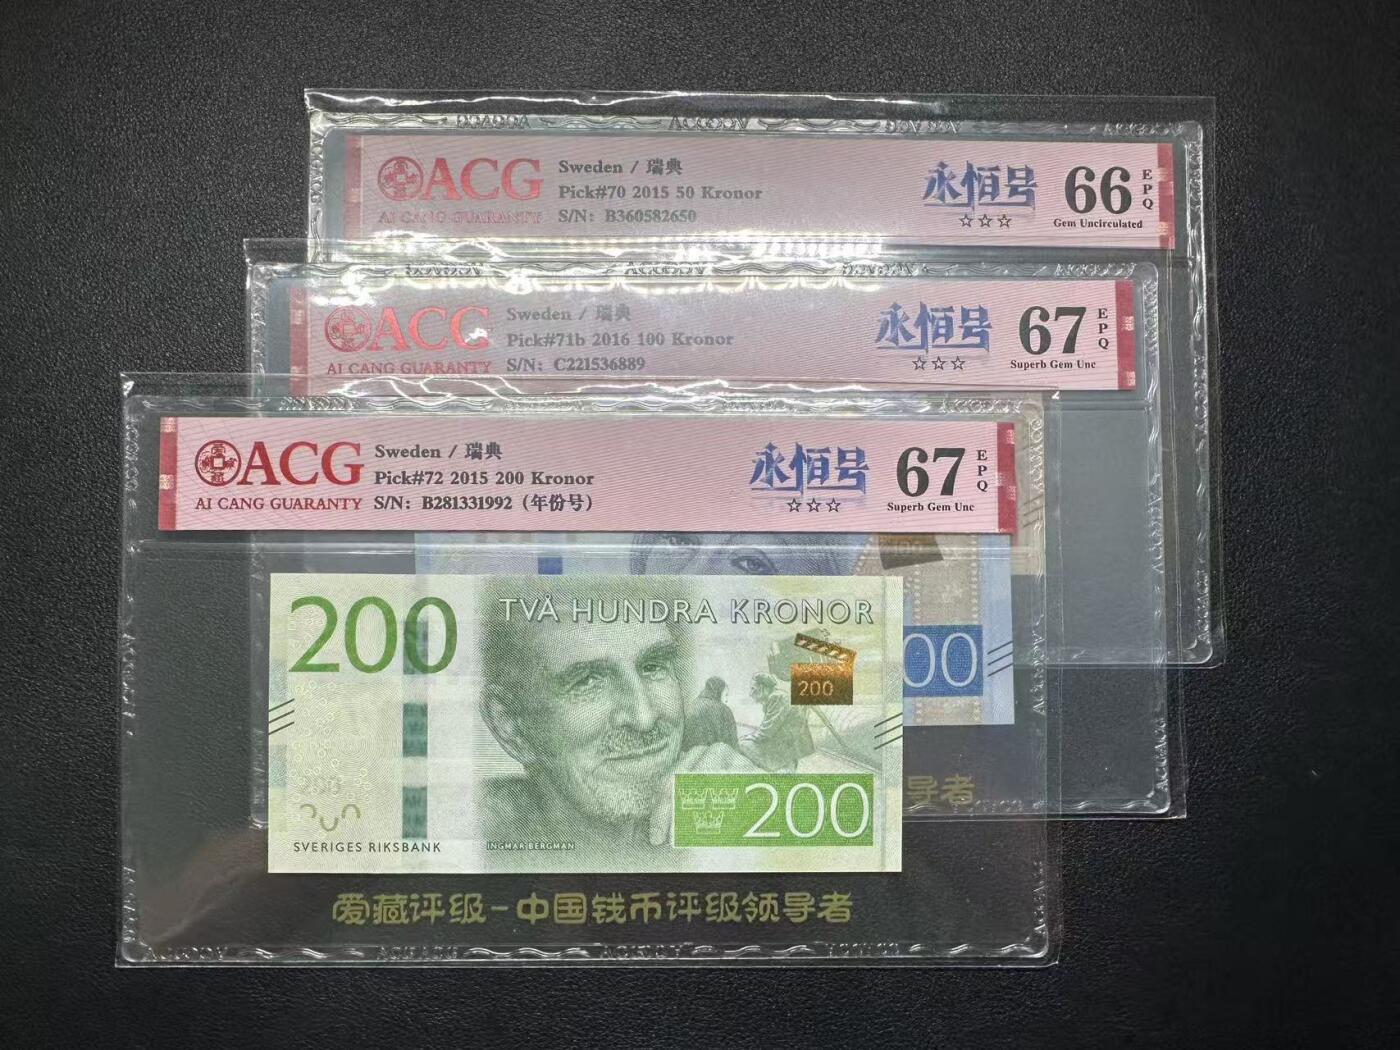 ACG
AI CANG GUARANTY
Sweden / 瑞典
Pick#70 2015 50 Kronor
S/N: B360582650
永恒号
☆☆☆
66
EPQ
Gem Uncirculated
ACG
AI CANG GUARANTY
Sweden / 瑞典
Pick#71b 2016 100 Kronor
S/N: C221536889
永恒号
☆☆☆
67
EPQ
Superb Gem Unc
ACG
AI CANG GUARANTY
Sweden / 瑞典
Pick#72 2015 200 Kronor
S/N: B281331992 (年份号)
永恒号
☆☆☆
67
EPQ
Superb Gem Unc
200
TVÅ HUNDRA KRONOR
200
00
200
200
SVERIGES RIKSBANK
INGMAR BERGMAN
导者
爱藏评级-中国钱币评级领导者